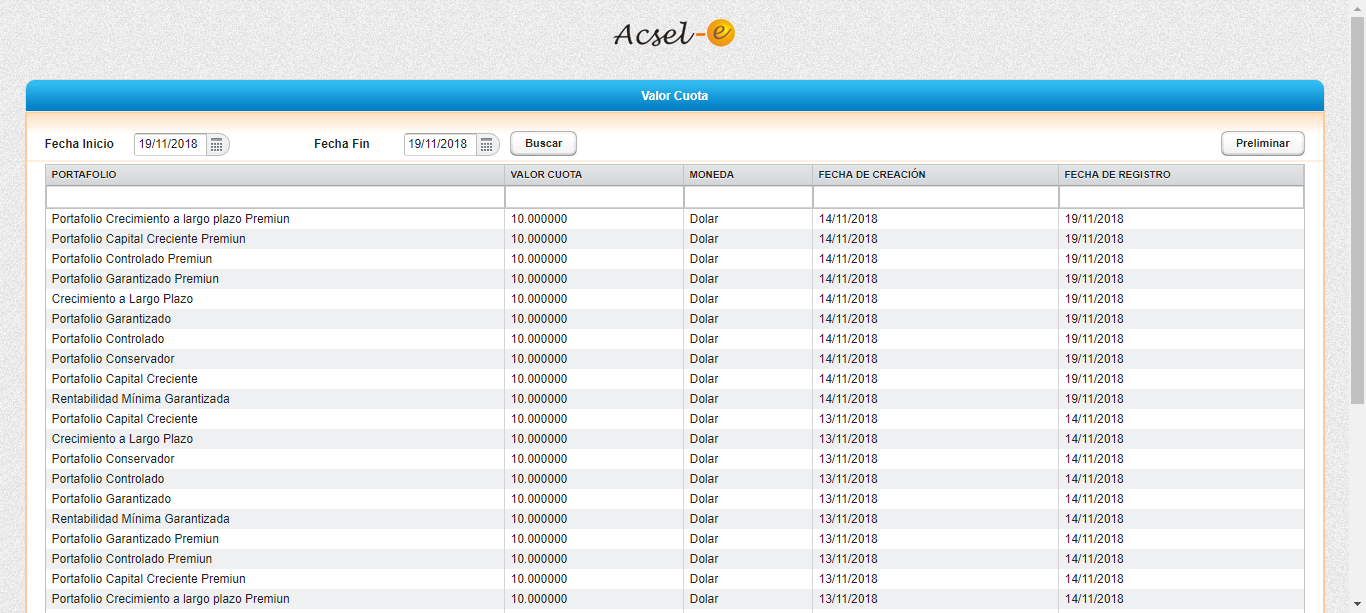 Acsel-e
Valor Cuota
Fecha Inicio 19/11/2018 Fecha Fin 19/11/2018 Buscar Preliminar
PORTAFOLIO VALOR CUOTA MONEDA FECHA DE CREACIÓN FECHA DE REGISTRO
Portafolio Crecimiento a largo plazo Premiun 10.000000 Dolar 14/11/2018 19/11/2018
Portafolio Capital Creciente Premiun 10.000000 Dolar 14/11/2018 19/11/2018
Portafolio Controlado Premiun 10.000000 Dolar 14/11/2018 19/11/2018
Portafolio Garantizado Premiun 10.000000 Dolar 14/11/2018 19/11/2018
Crecimiento a Largo Plazo 10.000000 Dolar 14/11/2018 19/11/2018
Portafolio Garantizado 10.000000 Dolar 14/11/2018 19/11/2018
Portafolio Controlado 10.000000 Dolar 14/11/2018 19/11/2018
Portafolio Conservador 10.000000 Dolar 14/11/2018 19/11/2018
Portafolio Capital Creciente 10.000000 Dolar 14/11/2018 19/11/2018
Rentabilidad Mínima Garantizada 10.000000 Dolar 14/11/2018 19/11/2018
Portafolio Capital Creciente 10.000000 Dolar 13/11/2018 14/11/2018
Crecimiento a Largo Plazo 10.000000 Dolar 13/11/2018 14/11/2018
Portafolio Conservador 10.000000 Dolar 13/11/2018 14/11/2018
Portafolio Controlado 10.000000 Dolar 13/11/2018 14/11/2018
Portafolio Garantizado 10.000000 Dolar 13/11/2018 14/11/2018
Rentabilidad Mínima Garantizada 10.000000 Dolar 13/11/2018 14/11/2018
Portafolio Garantizado Premiun 10.000000 Dolar 13/11/2018 14/11/2018
Portafolio Controlado Premiun 10.000000 Dolar 13/11/2018 14/11/2018
Portafolio Capital Creciente Premiun 10.000000 Dolar 13/11/2018 14/11/2018
Portafolio Crecimiento a largo plazo Premiun 10.000000 Dolar 13/11/2018 14/11/2018